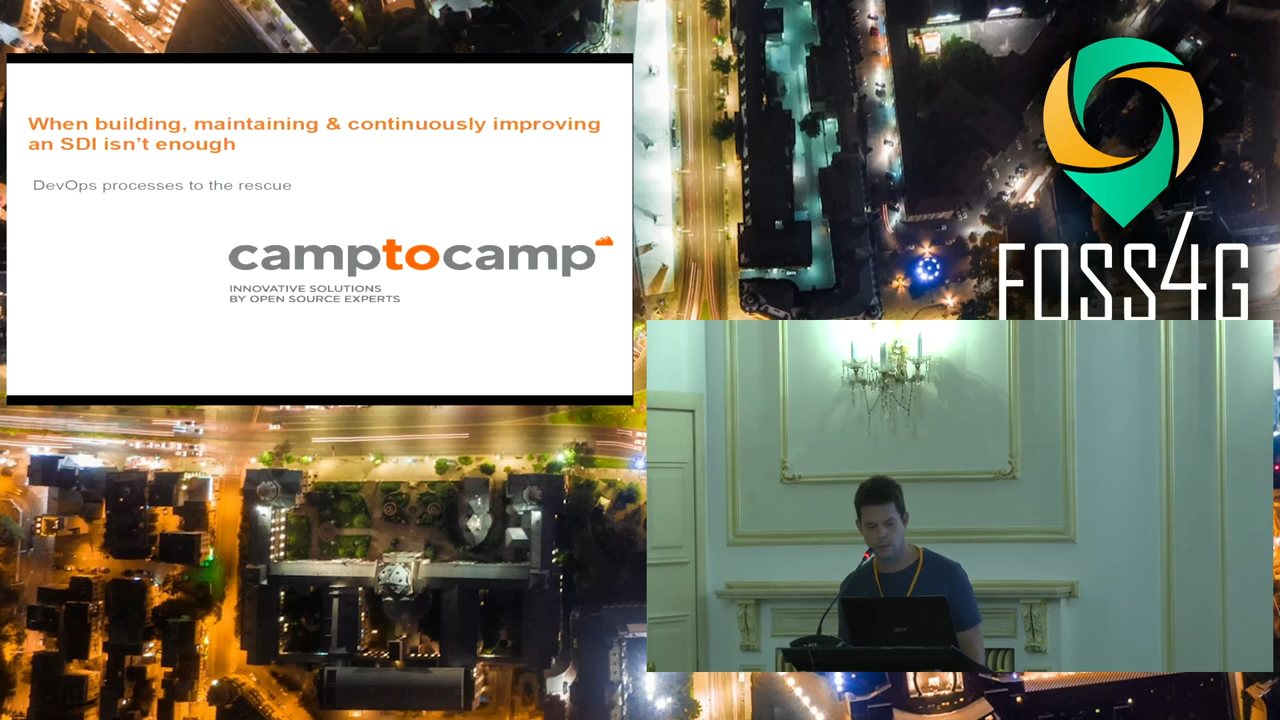 When building, maintaining & continuously improving
an SDI isn't enough
DevOps processes to the rescue
camptocamp
INNOVATIVE SOLUTIONS
BY OPEN SOURCE EXPERTS
FOSS4G